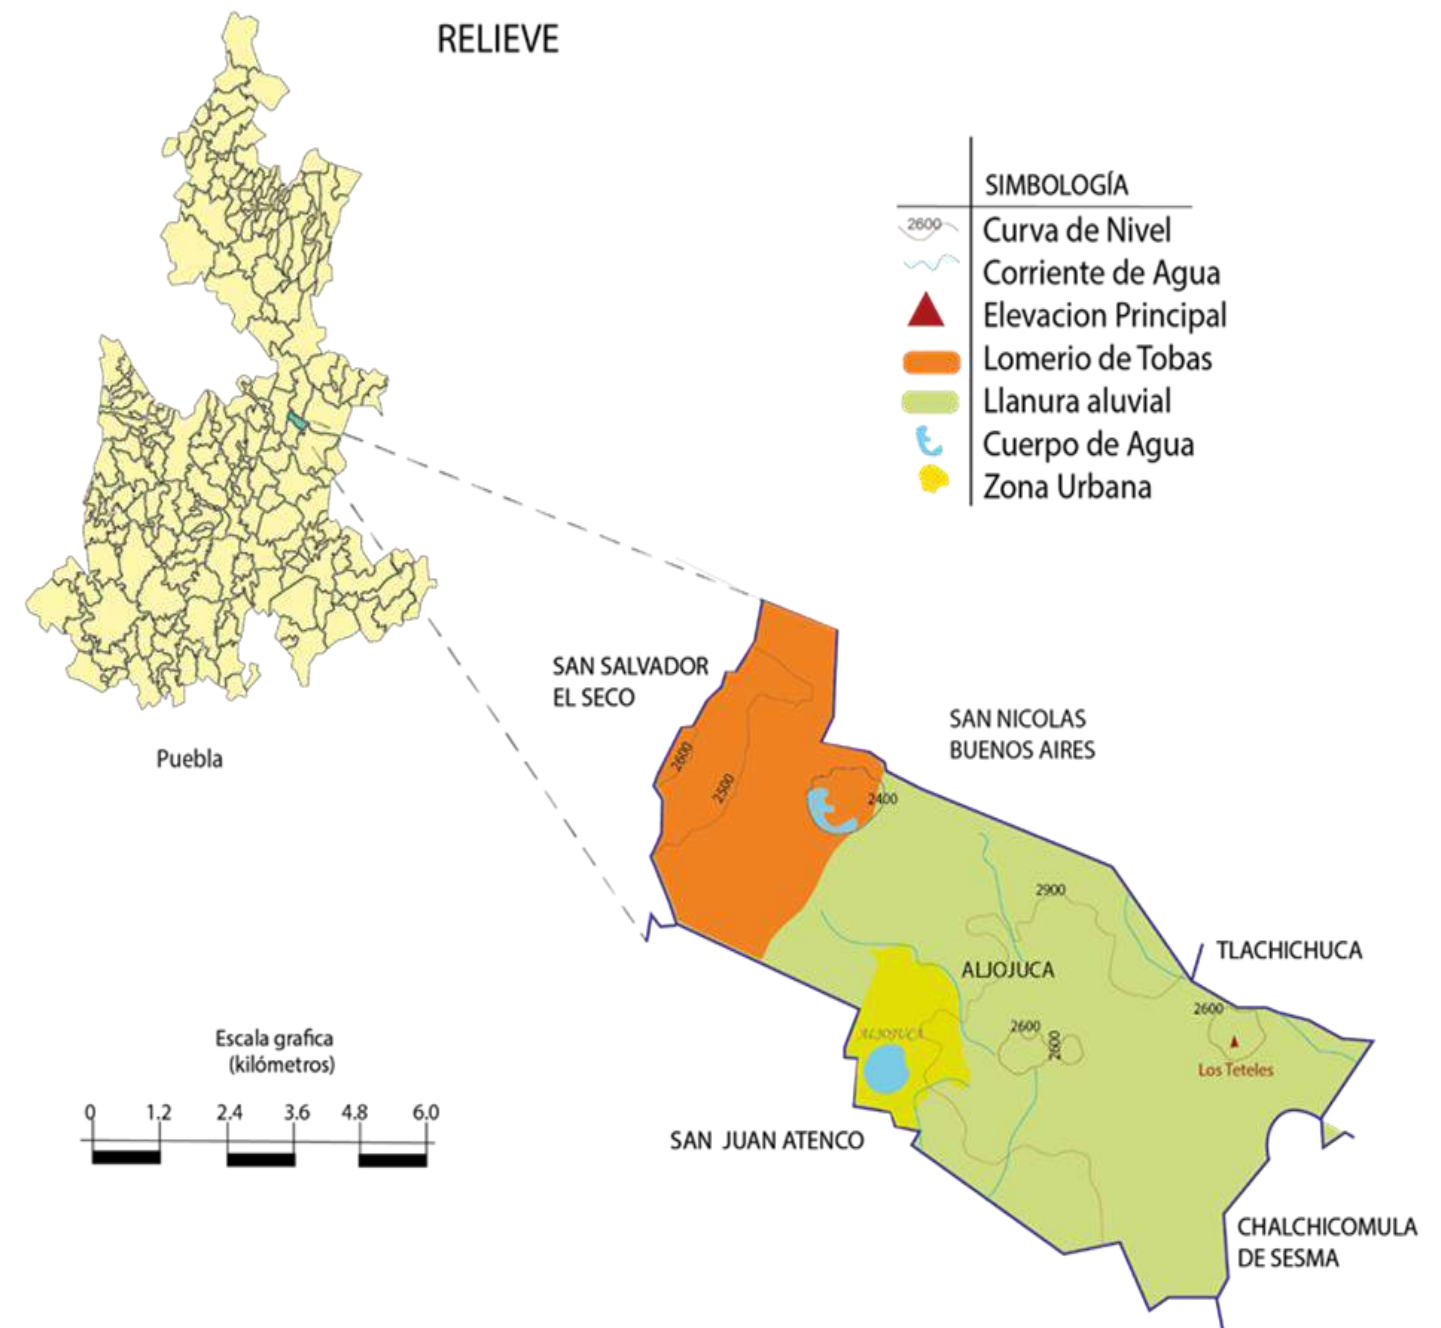 RELIEVE
SIMBOLOGÍA
2600
Curva de Nivel
Corriente de Agua
Elevacion Principal
Lomerio de Tobas
Llanura aluvial
Cuerpo de Agua
Zona Urbana
Puebla
SAN SALVADOR
EL SECO
SAN NICOLAS
BUENOS AIRES
2600
2500
2400
2900
TLACHICHUCA
ALJOJUCA
2600
2600
2600
ALJOJUCA
Los Teteles
Escala grafica
(kilómetros)
0 1.2 2.4 3.6 4.8 6.0
SAN JUAN ATENCO
CHALCHICOMULA
DE SESMA